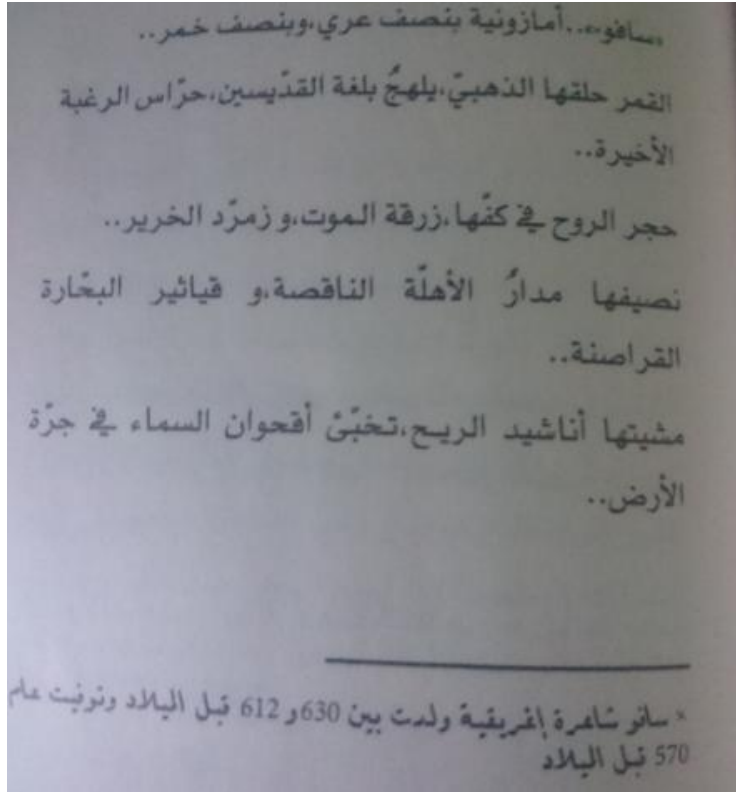 «سافو»..أمازونية بنصف عري،وبنصف خمر..
القمر حلقها الذهبيّ،يلهجُ بلغة القدّيسين،حرّاس الرغبة
الأخيرة..
حجر الروح في كفّها،زرقة الموت،و زمرّد الخرير..
نصيفها مدارُ الأهلّة الناقصة،و قياثير البحّارة
القراصنة..
مشيتها أناشيد الريح،تخبّئ أقحوان السماء في جرّة
الأرض..
* سافو شاعرة إغريقية ولدت بين 630 و 612 قبل الميلاد وتوفيت عام
570 قبل الميلاد